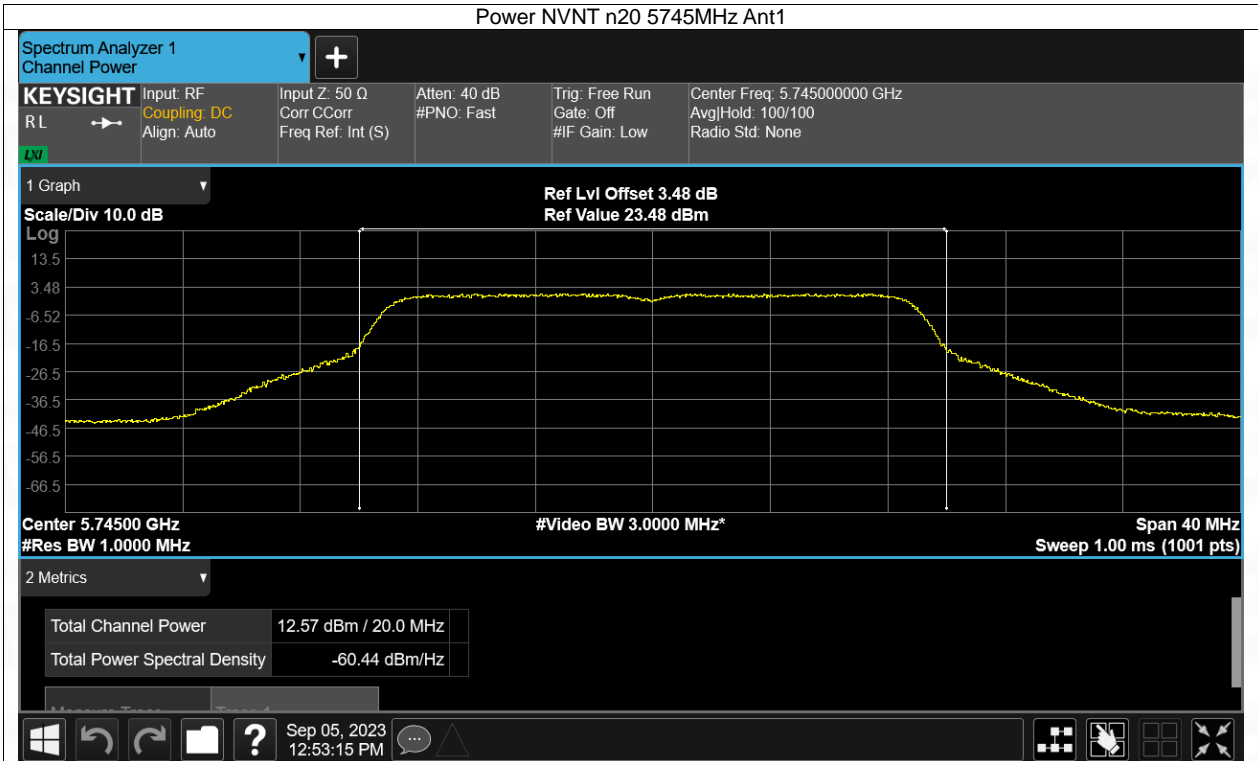 Power NVNT n20 5745MHz Ant1
Spectrum Analyzer 1
Channel Power
KEYSIGHT
R L
LXI
Input: RF
Coupling: DC
Align: Auto
Input Z: 50 Ω
Corr CCorr
Freq Ref: Int (S)
Atten: 40 dB
#PNO: Fast
Trig: Free Run
Gate: Off
#IF Gain: Low
Center Freq: 5.745000000 GHz
Avg|Hold: 100/100
Radio Std: None
1 Graph
Scale/Div 10.0 dB
Ref Lvl Offset 3.48 dB
Ref Value 23.48 dBm
Log
13.5
3.48
-6.52
-16.5
-26.5
-36.5
-46.5
-56.5
-66.5
Center 5.74500 GHz
#Res BW 1.0000 MHz
#Video BW 3.0000 MHz*
Span 40 MHz
Sweep 1.00 ms (1001 pts)
2 Metrics
Total Channel Power 12.57 dBm / 20.0 MHz
Total Power Spectral Density -60.44 dBm/Hz
?
Sep 05, 2023
12:53:15 PM